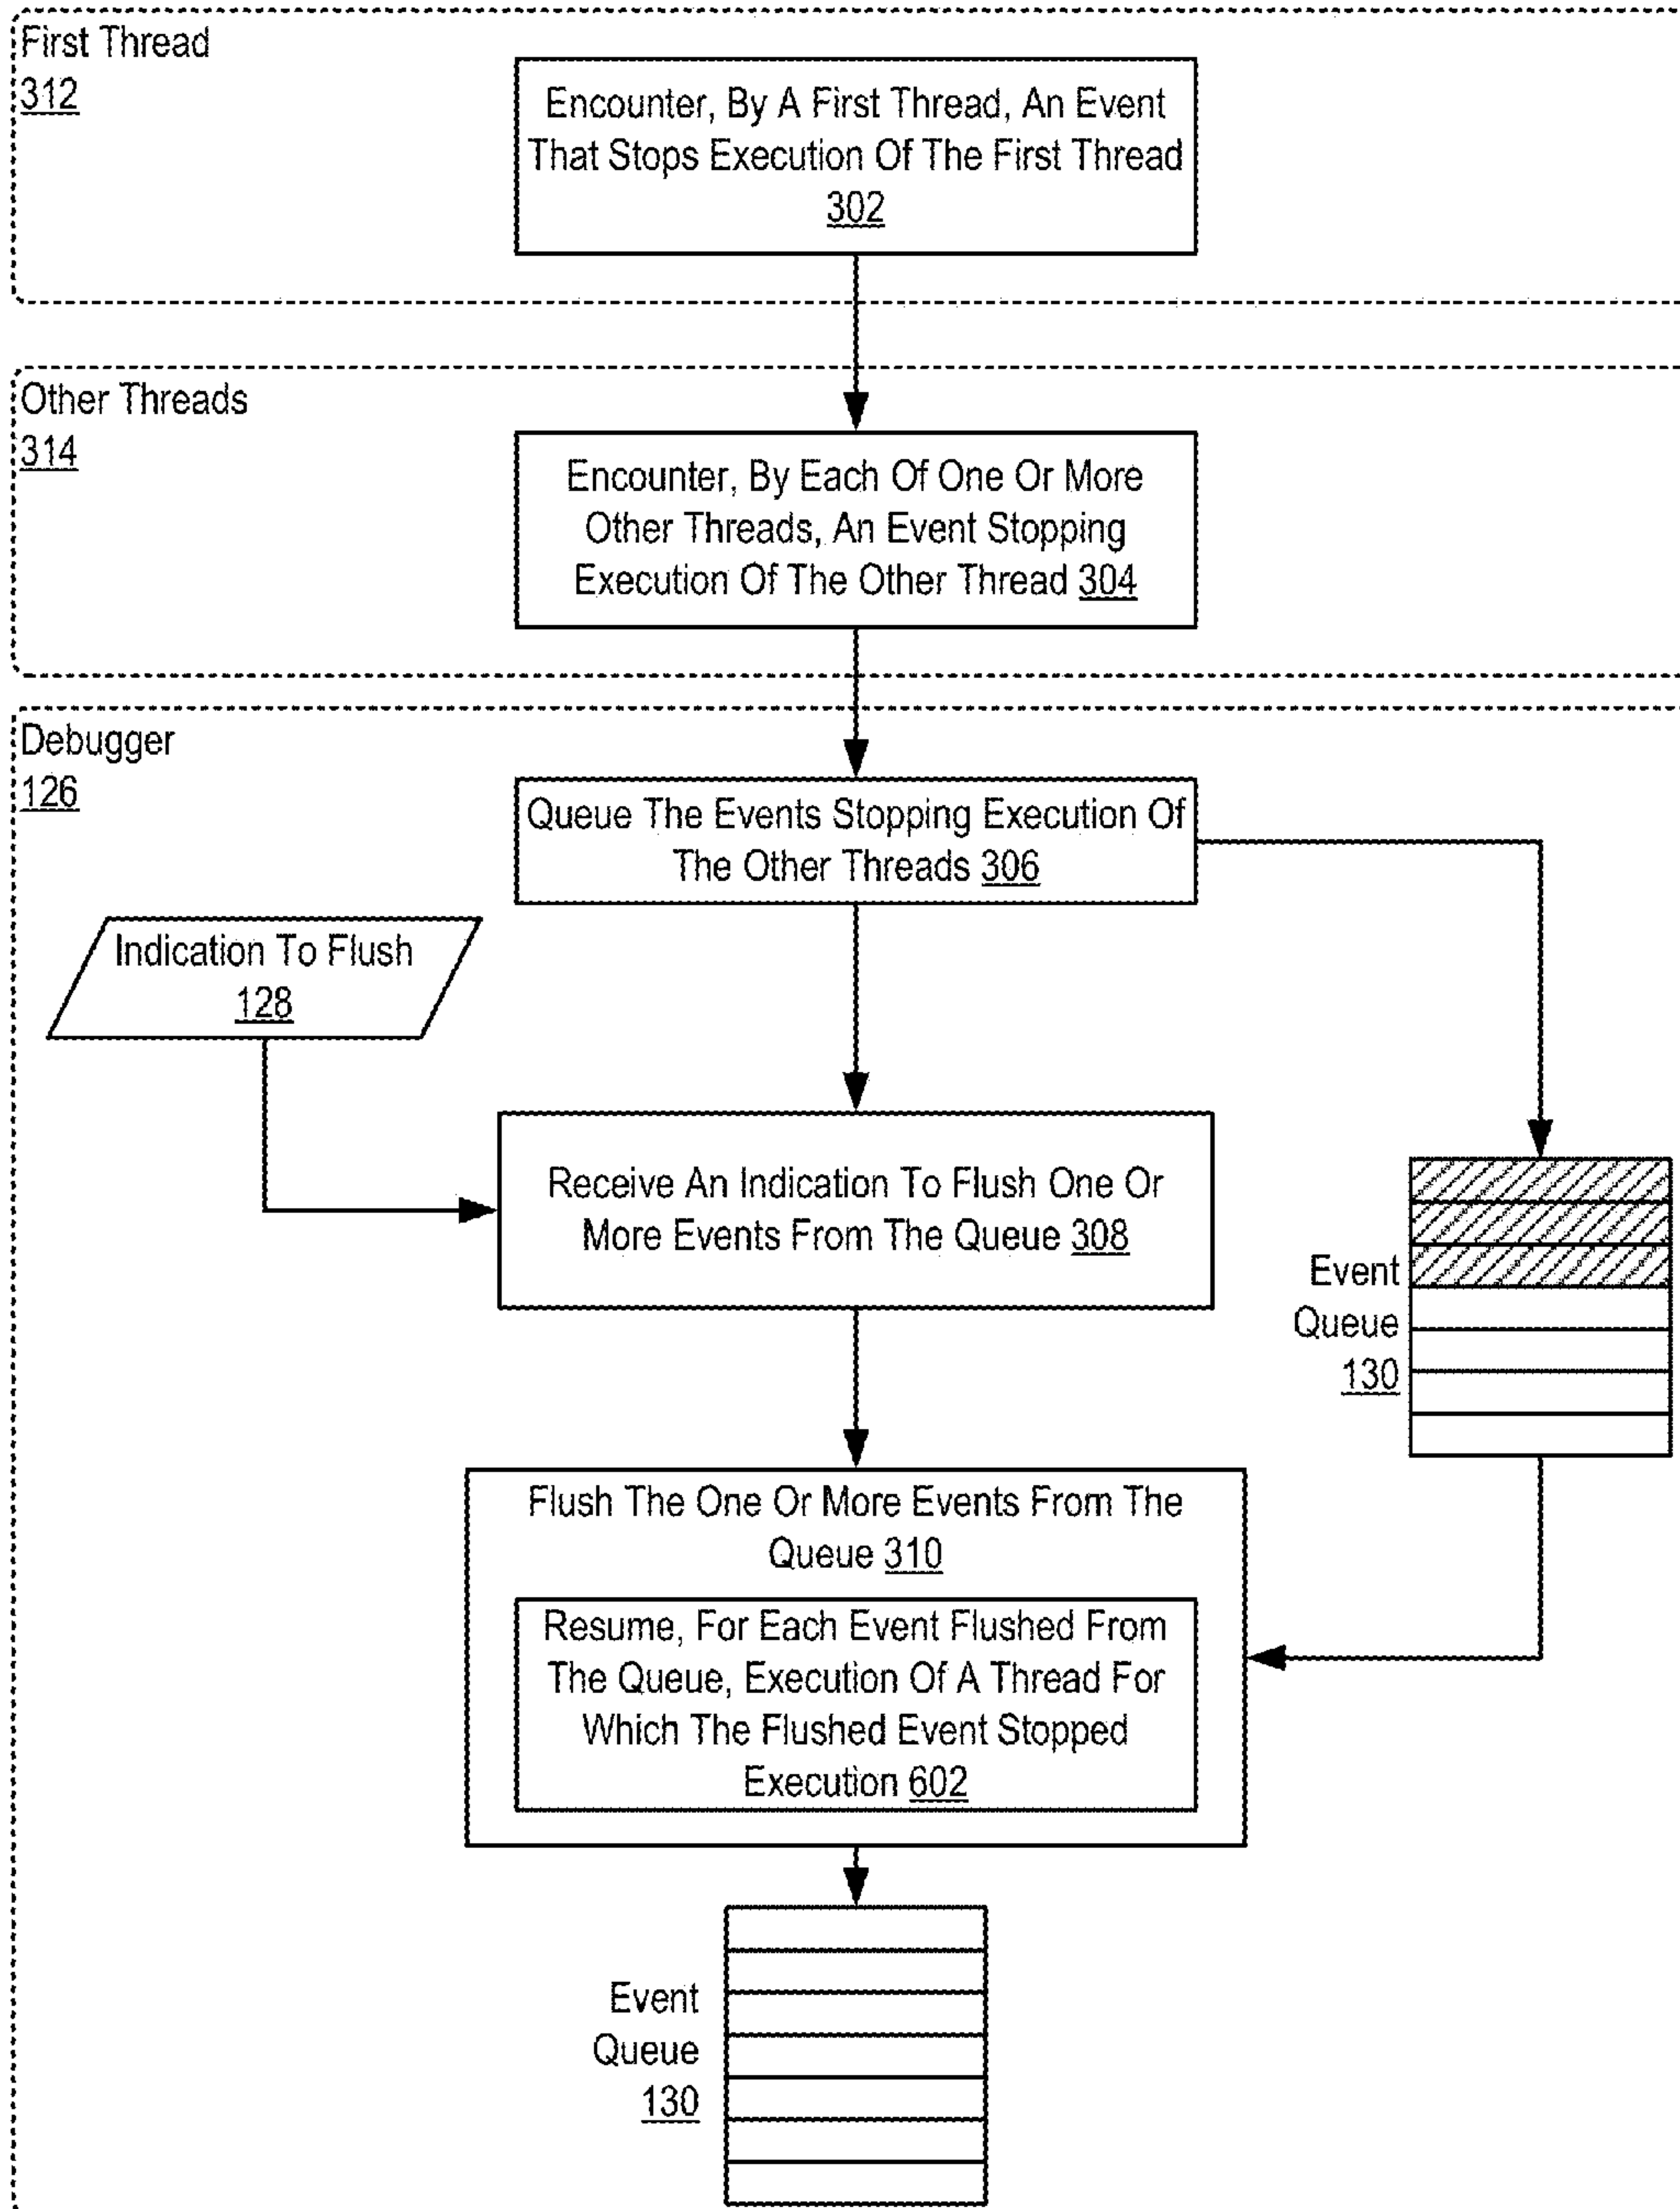 First Thread
312
Encounter, By A First Thread, An Event
That Stops Execution Of The First Thread
302
Other Threads
314
Encounter, By Each Of One Or More
Other Threads, An Event Stopping
Execution Of The Other Thread 304
Debugger
126
Queue The Events Stopping Execution Of
The Other Threads 306
Indication To Flush
128
Receive An Indication To Flush One Or
More Events From The Queue 308
Event
Queue
130
Flush The One Or More Events From The
Queue 310
Resume, For Each Event Flushed From
The Queue, Execution Of A Thread For
Which The Flushed Event Stopped
Execution 602
Event
Queue
130